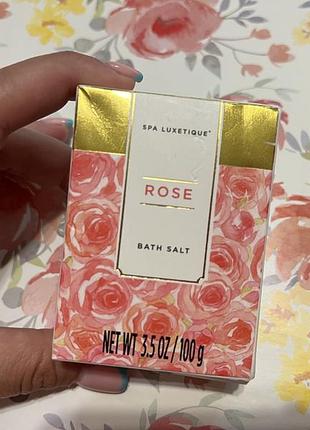 SPA LUXETIQUE®
ROSE
BATH SALT
NET WT 3.5 OZ / 100 g